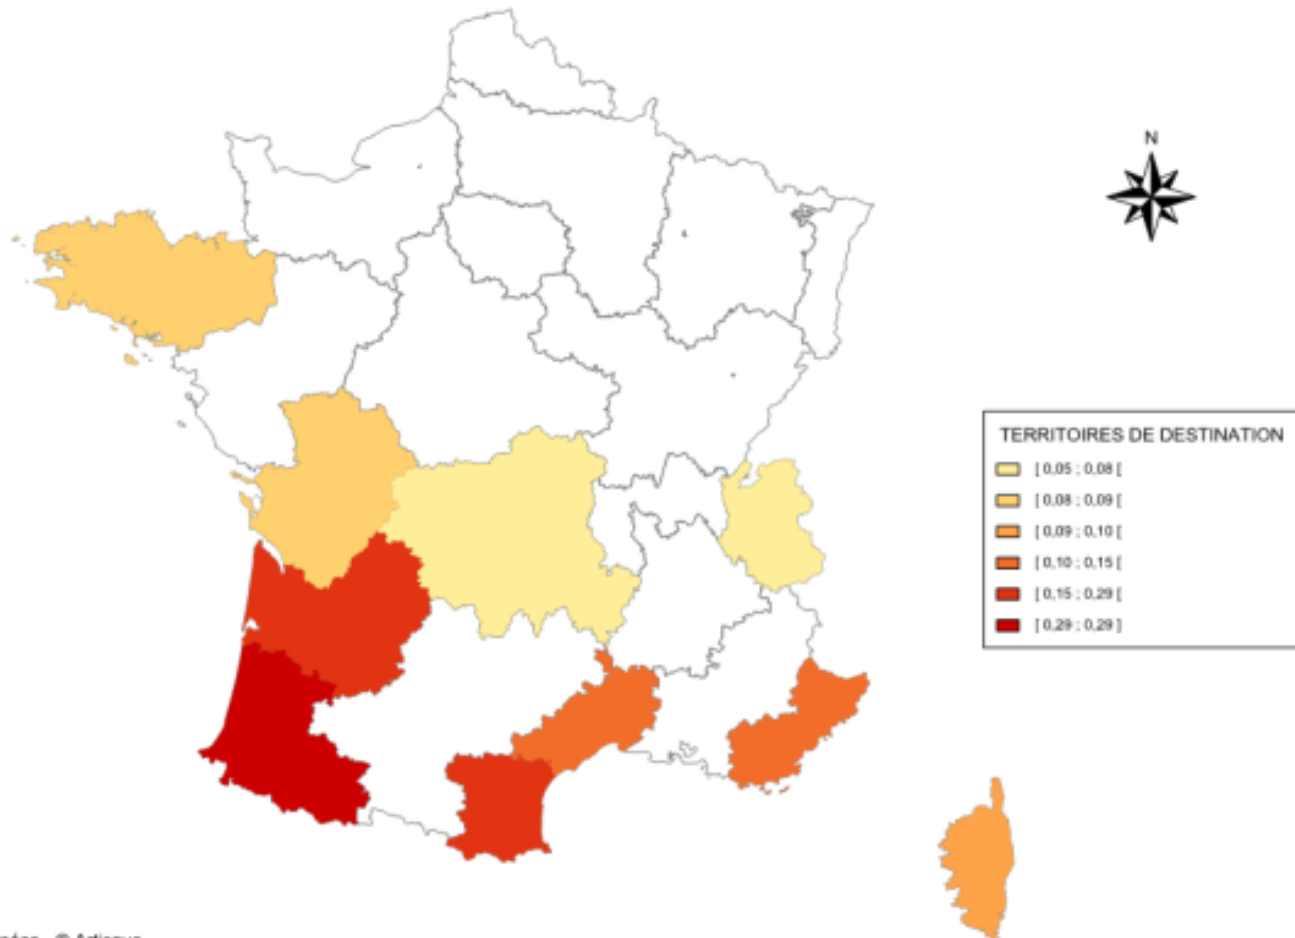 N
TERRITOIRES DE DESTINATION
[ 0,05 ; 0,08 [
[ 0,08 ; 0,09 [
[ 0,09 ; 0,10 [
[ 0,10 ; 0,15 [
[ 0,15 ; 0,29 [
[ 0,29 ; 0,29 ]